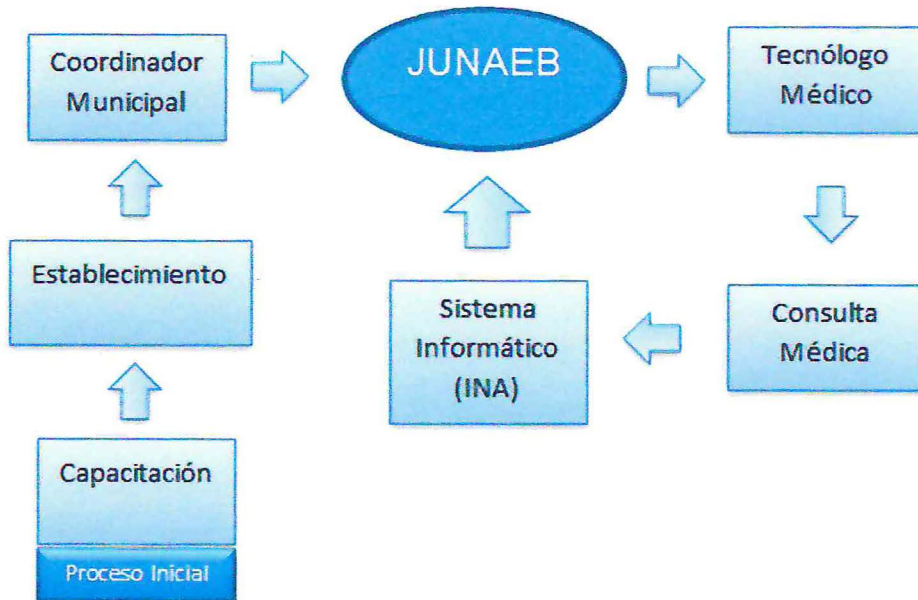 Coordinador
Municipal
JUNAEB
Tecnólogo
Médico
Establecimiento
Sistema
Informático
(INA)
Consulta
Médica
Capacitación
Proceso Inicial